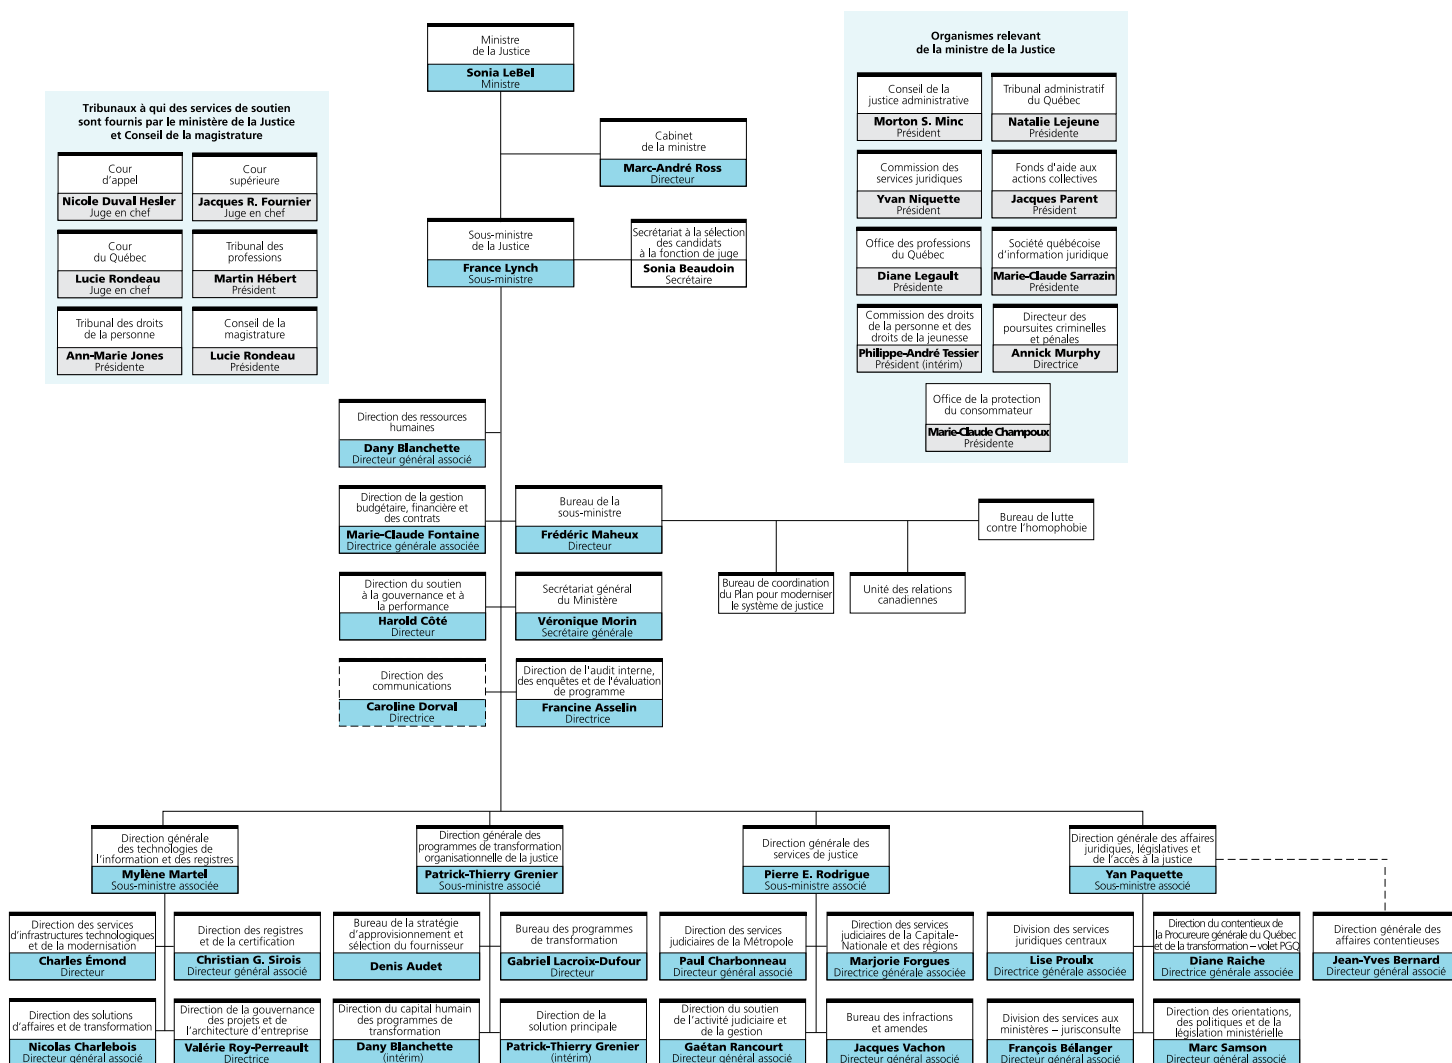 Ministre
de la Justice
Sonia LeBel
Ministre
Cabinet
de la ministre
Marc-André Ross
Directeur
Sous-ministre
de la Justice
France Lynch
Sous-ministre
Secrétariat à la sélection
des candidats
à la fonction de juge
Sonia Beaudoin
Secrétaire
Tribunaux à qui des services de soutien
sont fournis par le ministère de la Justice
et Conseil de la magistrature
Cour
d'appel
Nicole Duval Hesler
Juge en chef
Cour
supérieure
Jacques R. Fournier
Juge en chef
Cour
du Québec
Lucie Rondeau
Juge en chef
Tribunal des
professions
Martin Hébert
Président
Tribunal des droits
de la personne
Ann-Marie Jones
Présidente
Conseil de la
magistrature
Lucie Rondeau
Présidente
Organismes relevant
de la ministre de la Justice
Conseil de la
justice administrative
Morton S. Minc
Président
Tribunal administratif
du Québec
Natalie Lejeune
Présidente
Commission des
services juridiques
Yvan Niquette
Président
Fonds d'aide aux
actions collectives
Jacques Parent
Président
Office des professions
du Québec
Diane Legault
Présidente
Société québécoise
d'information juridique
Marie-Claude Sarrazin
Présidente
Commission des droits
de la personne et des
droits de la jeunesse
Philippe-André Tessier
Président (intérim)
Directeur des
poursuites criminelles
et pénales
Annick Murphy
Directrice
Office de la protection
du consommateur
Marie-Claude Champoux
Présidente
Direction des ressources
humaines
Dany Blanchette
Directeur général associé
Direction de la gestion
budgétaire, financière et
des contrats
Marie-Claude Fontaine
Directrice générale associée
Bureau de la
sous-ministre
Frédéric Maheux
Directeur
Bureau de lutte
contre l'homophobie
Bureau de coordination
du Plan pour moderniser
le système de justice
Unité des relations
canadiennes
Direction du soutien
à la gouvernance et à
la performance
Harold Côté
Directeur
Secrétariat général
du Ministère
Véronique Morin
Secrétaire générale
Direction des
communications
Caroline Dorval
Directrice
Direction de l'audit interne,
des enquêtes et de l'évaluation
de programme
Francine Asselin
Directrice
Direction générale
des technologies de
l'information et des registres
Mylène Martel
Sous-ministre associée
Direction générale des
programmes de transformation
organisationnelle de la justice
Patrick-Thierry Grenier
Sous-ministre associé
Direction générale des
services de justice
Pierre E. Rodrigue
Sous-ministre associé
Direction générale des affaires
juridiques, législatives et
de l'accès à la justice
Yan Paquette
Sous-ministre associé
Direction des services
d'infrastructures technologiques
et de la modernisation
Charles Émond
Directeur
Direction des registres
et de la certification
Christian G. Sirois
Directeur général associé
Bureau de la stratégie
d'approvisionnement et
sélection du fournisseur
Denis Audet
Bureau des programmes
de transformation
Gabriel Lacroix-Dufour
Directeur
Direction des services
judiciaires de la Métropole
Paul Charbonneau
Directeur général associé
Direction des services
judiciaires de la Capitale-
Nationale et des régions
Marjorie Forgues
Directrice générale associée
Division des services
juridiques centraux
Lise Proulx
Directrice générale associée
Direction du contentieux de
la Procureure générale du Québec
et de la transformation – volet PGQ
Diane Raiche
Directrice générale associée
Direction générale des
affaires contentieuses
Jean-Yves Bernard
Directeur général associé
Direction des solutions
d'affaires et de transformation
Nicolas Charlebois
Directeur général associé
Direction de la gouvernance
des projets et de
l'architecture d'entreprise
Valérie Roy-Perreault
Directrice
Direction du capital humain
des programmes de
transformation
Dany Blanchette
(intérim)
Direction de la
solution principale
Patrick-Thierry Grenier
(intérim)
Direction du soutien
de l'activité judiciaire et
de la gestion
Gaétan Rancourt
Directeur général associé
Bureau des infractions
et amendes
Jacques Vachon
Directeur général associé
Division des services aux
ministères – jurisconsulte
François Bélanger
Directeur général associé
Direction des orientations,
des politiques et de la
législation ministérielle
Marc Samson
Directeur général associé